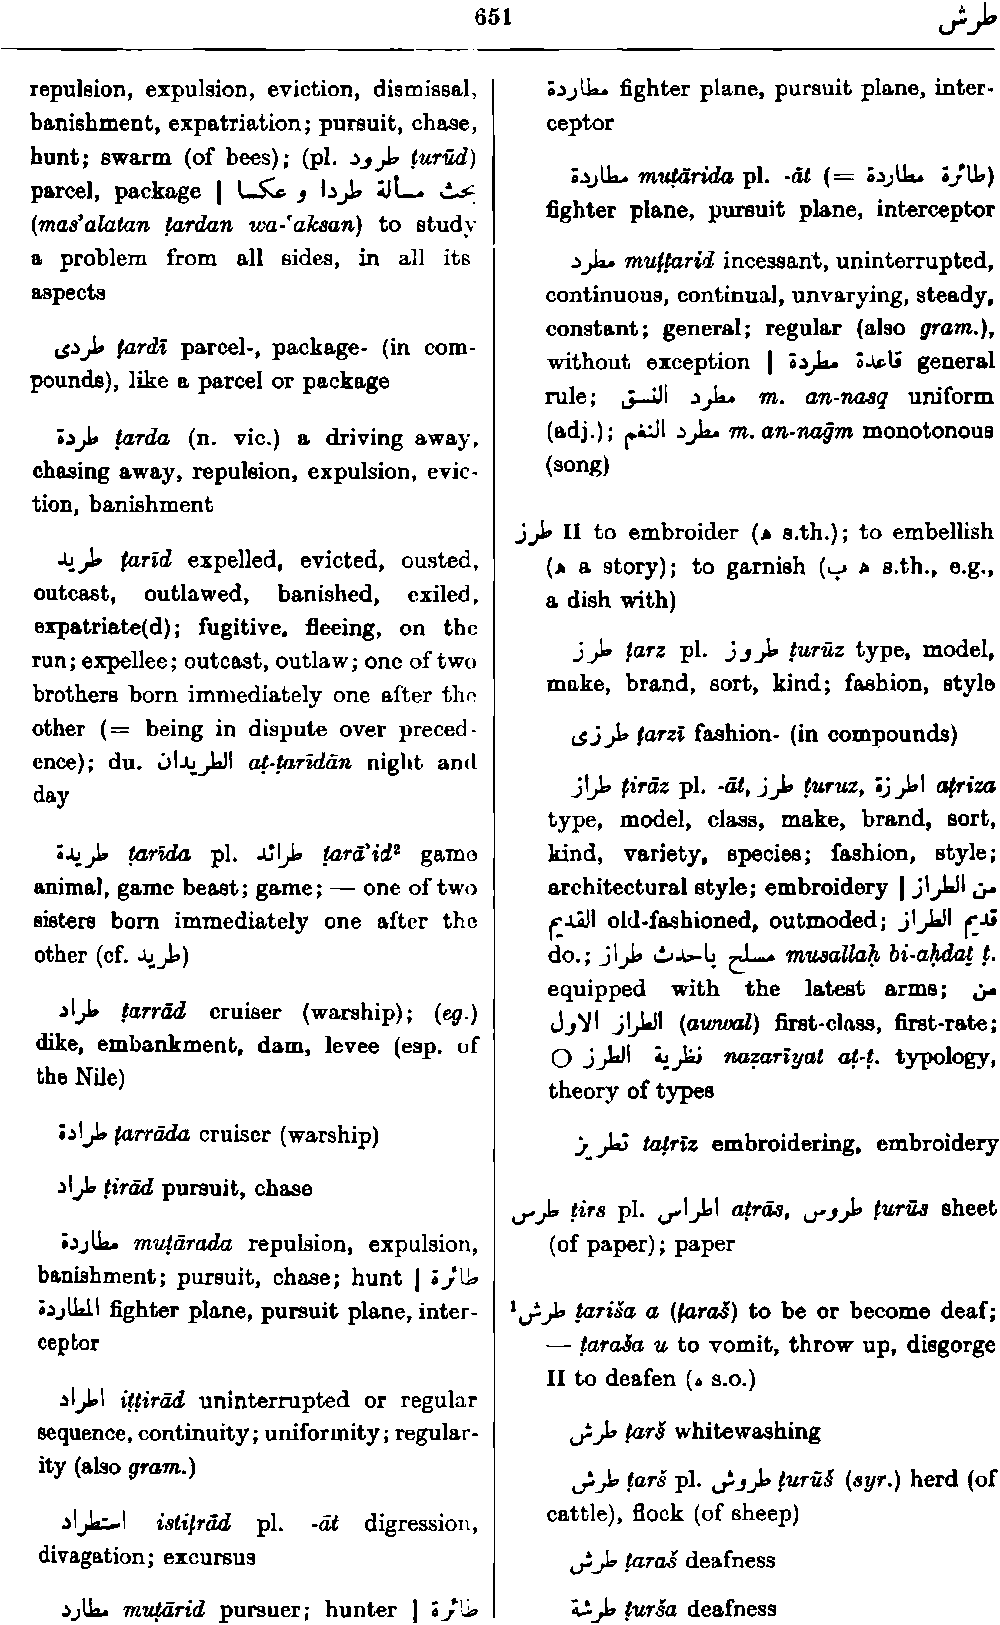 651
طرش
repulsion, expulsion, eviction, dismissal,
banishment, expatriation; pursuit, chase,
hunt; swarm (of bees); (pl. طرود ṭurūd)
parcel, package | بحث مسألة طردا و عكسا
(mas'alatan ṭardan wa-ʿaksan) to study
a problem from all sides, in all its
aspects
طردى ṭardī parcel-, package- (in com-
pounds), like a parcel or package
طردة ṭarda (n. vic.) a driving away,
chasing away, repulsion, expulsion, evic-
tion, banishment
طريد ṭarīd expelled, evicted, ousted,
outcast, outlawed, banished, exiled,
expatriate(d); fugitive, fleeing, on the
run; expellee; outcast, outlaw; one of two
brothers born immediately one after the
other (= being in dispute over preced-
ence); du. الطريدان aṭ-ṭarīdān night and
day
طريدة ṭarīda pl. طرائد ṭarā'id² game
animal, game beast; game; — one of two
sisters born immediately one after the
other (cf. طريد)
طراد ṭarrād cruiser (warship); (eg.)
dike, embankment, dam, levee (esp. of
the Nile)
طرادة ṭarrāda cruiser (warship)
طراد ṭirād pursuit, chase
مطاردة muṭārada repulsion, expulsion,
banishment; pursuit, chase; hunt | طائرة
المطاردة fighter plane, pursuit plane, inter-
ceptor
اطراد iṭṭirād uninterrupted or regular
sequence, continuity; uniformity; regular-
ity (also gram.)
استطراد istiṭrād pl. -āt digression,
divagation; excursus
مطارد muṭārid pursuer; hunter | طائرة
مطاردة fighter plane, pursuit plane, inter-
ceptor
مطاردة muṭārida pl. -āt (= طائرة مطاردة)
fighter plane, pursuit plane, interceptor
مطرد muṭṭarid incessant, uninterrupted,
continuous, continual, unvarying, steady,
constant; general; regular (also gram.),
without exception | قاعدة مطردة general
rule; مطرد النسق m. an-nasq uniform
(adj.); مطرد النغم m. an-naḡm monotonous
(song)
طرز II to embroider (ه s.th.); to embellish
(ه a story); to garnish (ه ب s.th., e.g.,
a dish with)
طرز ṭarz pl. طروز ṭurūz type, model,
make, brand, sort, kind; fashion, style
طرزى ṭarzī fashion- (in compounds)
طراز ṭirāz pl. -āt, طرز ṭuruz, اطرزة aṭriza
type, model, class, make, brand, sort,
kind, variety, species; fashion, style;
architectural style; embroidery | من الطراز
القديم old-fashioned, outmoded; قديم الطراز
do.; مسلح باحدث طراز musallaḥ bi-aḥdaṯ ṭ.
equipped with the latest arms; من
الطراز الاول (awwal) first-class, first-rate;
○ نظرية الطرز naẓarīyat aṭ-ṭ. typology,
theory of types
تطريز taṭrīz embroidering, embroidery
طرس ṭirs pl. اطراس aṭrās, طروس ṭurūs sheet
(of paper); paper
¹طرش ṭariša a (ṭaraš) to be or become deaf;
— ṭaraša u to vomit, throw up, disgorge
II to deafen (ه s.o.)
طرش ṭarš whitewashing
طرش ṭarš pl. طروش ṭurūš (syr.) herd (of
cattle), flock (of sheep)
طرش ṭaraš deafness
طرشة ṭurša deafness